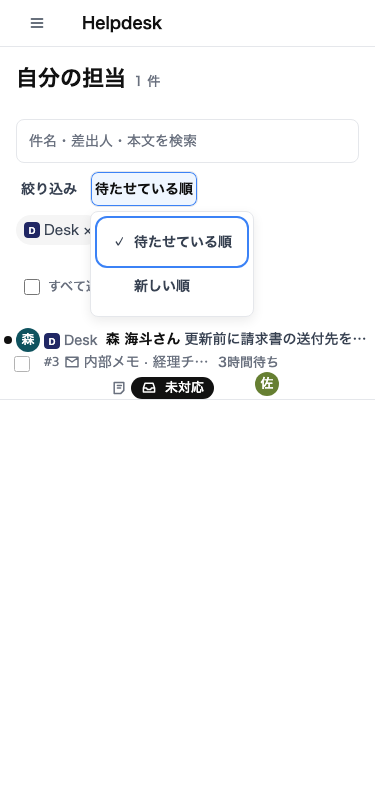 Helpdesk
自分の担当 1 件
件名・差出人・本文を検索
絞り込み 待たせている順
D Desk ×
✓ 待たせている順
新しい順
すべて
森 D Desk 森 海斗さん 更新前に請求書の送付先を…
#3 内部メモ · 経理チ… 3時間待ち
未対応 佐